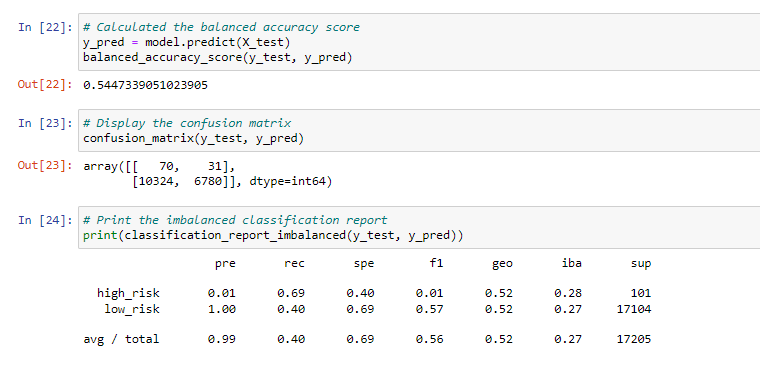 In [22]: # Calculated the balanced accuracy score
y_pred = model.predict(X_test)
balanced_accuracy_score(y_test, y_pred)
Out[22]: 0.5447339051023905
In [23]: # Display the confusion matrix
confusion_matrix(y_test, y_pred)
Out[23]: array([[   70,    31],
       [10324,  6780]], dtype=int64)
In [24]: # Print the imbalanced classification report
print(classification_report_imbalanced(y_test, y_pred))
pre rec spe f1 geo iba sup
high_risk 0.01 0.69 0.40 0.01 0.52 0.28 101
low_risk 1.00 0.40 0.69 0.57 0.52 0.27 17104
avg / total 0.99 0.40 0.69 0.56 0.52 0.27 17205